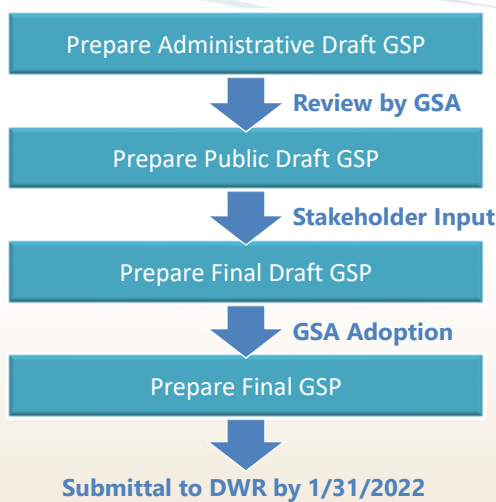 Prepare Administrative Draft GSP
Review by GSA
Prepare Public Draft GSP
Stakeholder Input
Prepare Final Draft GSP
GSA Adoption
Prepare Final GSP
Submittal to DWR by 1/31/2022